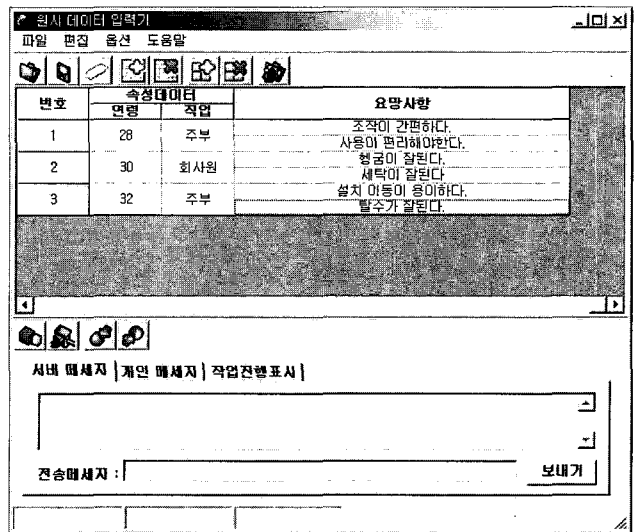 원시 데이터 입력기
파일 편집 옵션 도움말
번호 속성데이터 요망사항
연령 직업
1 28 주부 조작이 간편하다.
사용이 편리해야한다.
2 30 회사원 헹굼이 잘된다.
세탁이 잘된다
3 32 주부 설치 이동이 용이하다.
탈수가 잘된다.
서버 메세지 개인 메세지 작업진행표시
전송메세지 : 보내기